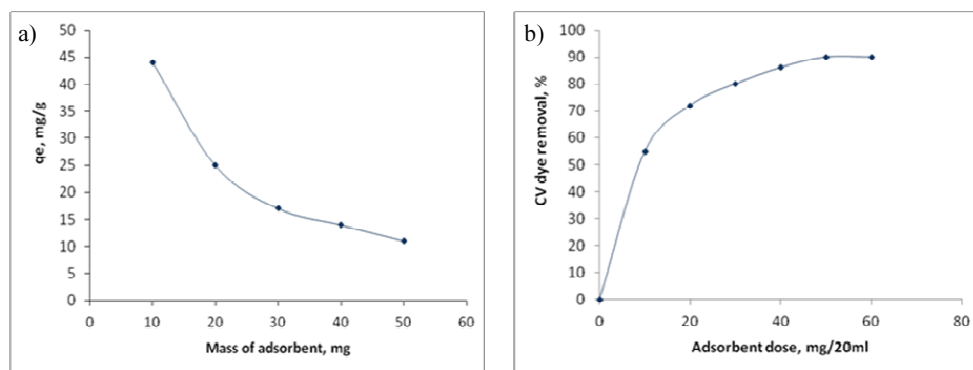 a)
50
45
40
35
30
25
20
15
10
5
0
qe, mg/g
0 10 20 30 40 50 60
Mass of adsorbent, mg
b)
100
90
80
70
60
50
40
30
20
10
0
CV dye removal, %
0 20 40 60 80
Adsorbent dose, mg/20ml